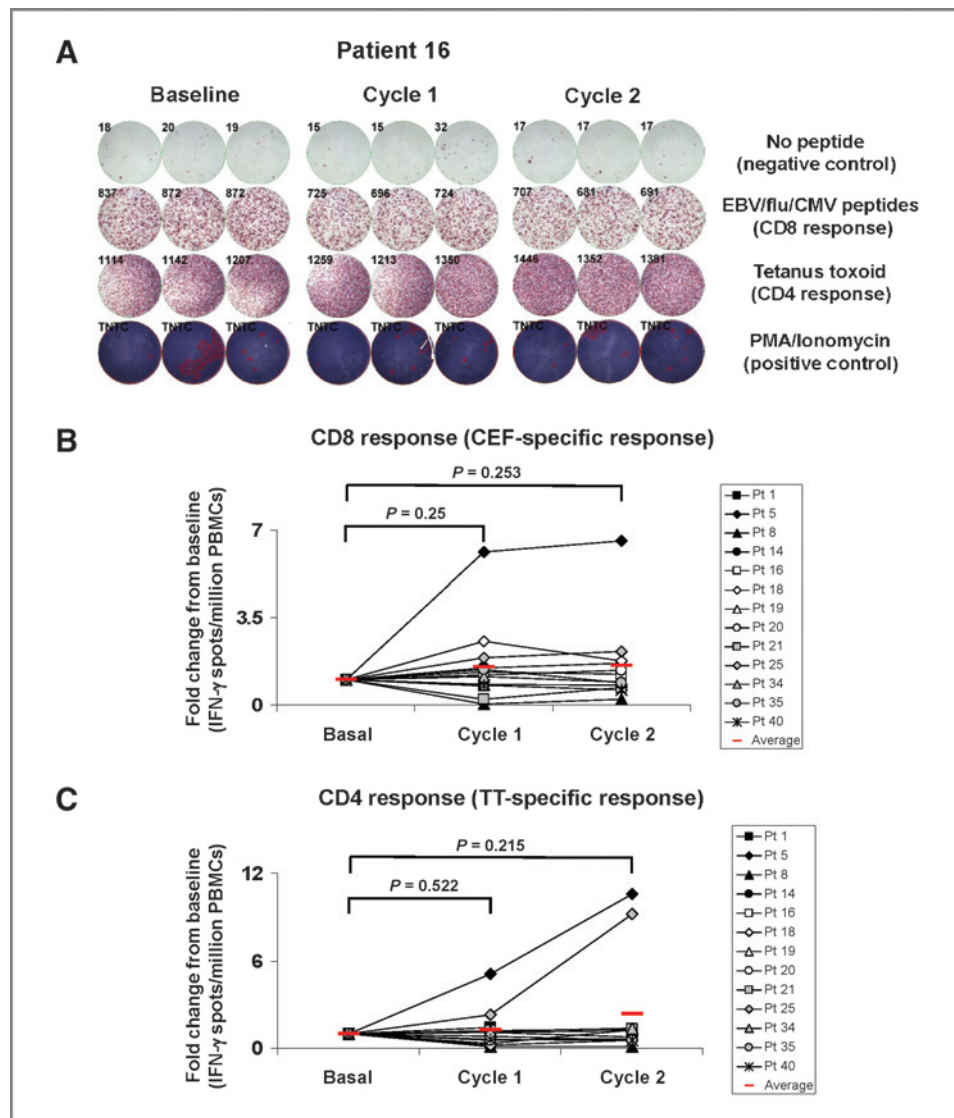 A
Patient 16
Baseline Cycle 1 Cycle 2
18 20 19 15 15 32 17 17 17
No peptide
(negative control)
837 872 872 725 696 724 707 681 691
EBV/flu/CMV peptides
(CD8 response)
1114 1142 1207 1259 1213 1350 1446 1352 1381
Tetanus toxoid
(CD4 response)
TNTC TNTC TNTC TNTC TNTC TNTC TNTC TNTC TNTC
PMA/Ionomycin
(positive control)
B
CD8 response (CEF-specific response)
Fold change from baseline
(IFN-γ spots/million PBMCs)
P = 0.253
P = 0.25
7
3.5
0
Basal Cycle 1 Cycle 2
Pt 1
Pt 5
Pt 8
Pt 14
Pt 16
Pt 18
Pt 19
Pt 20
Pt 21
Pt 25
Pt 34
Pt 35
Pt 40
Average
C
CD4 response (TT-specific response)
Fold change from baseline
(IFN-γ spots/million PBMCs)
P = 0.215
P = 0.522
12
6
0
Basal Cycle 1 Cycle 2
Pt 1
Pt 5
Pt 8
Pt 14
Pt 16
Pt 18
Pt 19
Pt 20
Pt 21
Pt 25
Pt 34
Pt 35
Pt 40
Average